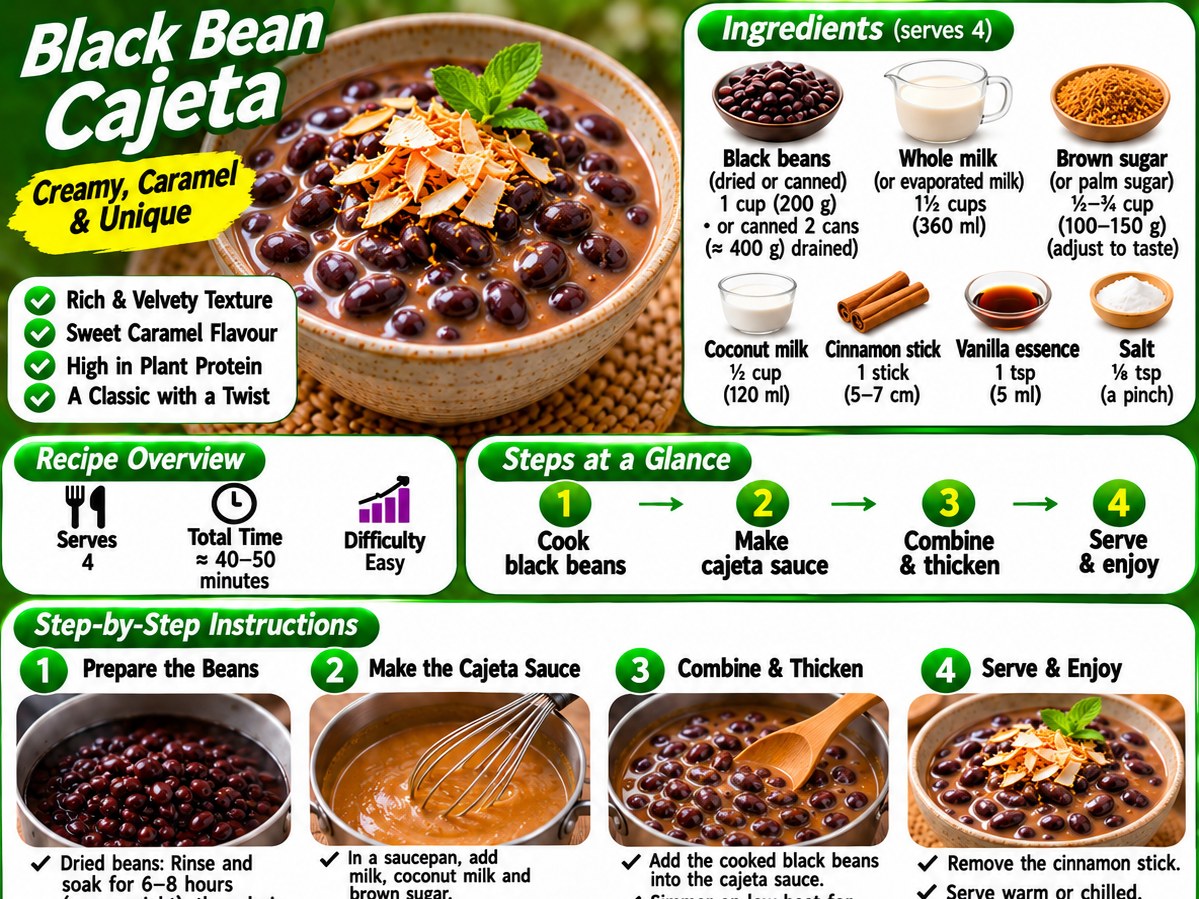 Black Bean
Cajeta
Creamy, Caramel
& Unique
Rich & Velvety Texture
Sweet Caramel Flavour
High in Plant Protein
A Classic with a Twist
Ingredients (serves 4)
Black beans
(dried or canned)
1 cup (200 g)
• or canned 2 cans
(≈ 400 g) drained)
Whole milk
(or evaporated milk)
1½ cups
(360 ml)
Brown sugar
(or palm sugar)
½–¾ cup
(100–150 g)
(adjust to taste)
Coconut milk
½ cup
(120 ml)
Cinnamon stick
1 stick
(5–7 cm)
Vanilla essence
1 tsp
(5 ml)
Salt
⅛ tsp
(a pinch)
Recipe Overview
Serves
4
Total Time
≈ 40–50
minutes
Difficulty
Easy
Steps at a Glance
1
Cook
black beans
2
Make
cajeta sauce
3
Combine
& thicken
4
Serve
& enjoy
Step-by-Step Instructions
1 Prepare the Beans
Dried beans: Rinse and
soak for 6–8 hours
2 Make the Cajeta Sauce
In a saucepan, add
milk, coconut milk and
brown sugar.
3 Combine & Thicken
Add the cooked black beans
into the cajeta sauce.
Simmer on low heat for
4 Serve & Enjoy
Remove the cinnamon stick.
Serve warm or chilled.